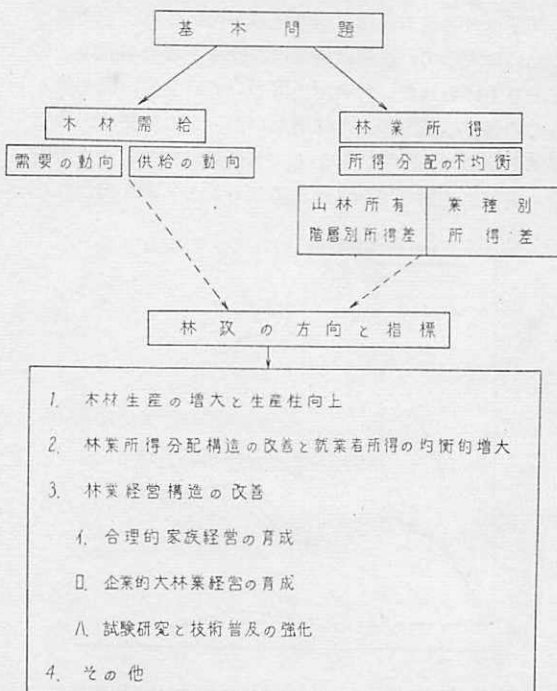 基本問題
木材需給
林業所得
需要の動向 供給の動向
所得分配の不均衡
山林所有
階層別所得差
業種別
所得差
林政の方向と指標
1. 木材生産の増大と生産性向上
2. 林業所得分配構造の改善と就業者所得の均衡的増大
3. 林業経営構造の改善
イ. 合理的家族経営の育成
ロ. 企業的大林業経営の育成
ハ. 試験研究と技術普及の強化
4. その他